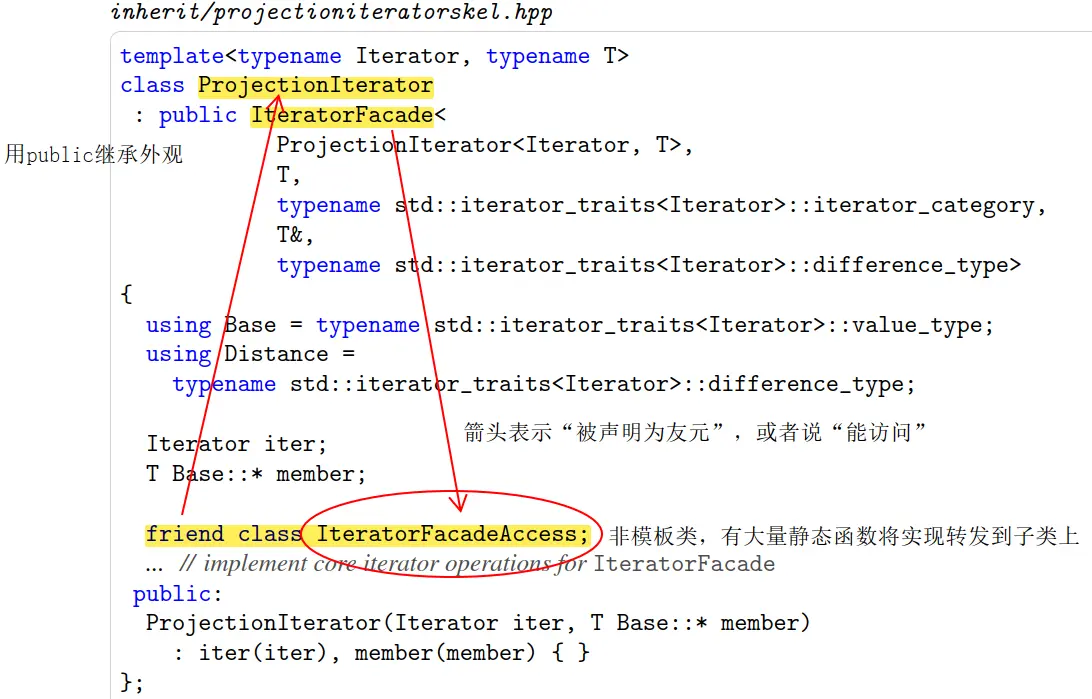 inherit/projectioniteratorskel.hpp
template<typename Iterator, typename T>
class ProjectionIterator
: public IteratorFacade<
用public继承外观
ProjectionIterator<Iterator, T>,
T,
typename std::iterator_traits<Iterator>::iterator_category,
T&,
typename std::iterator_traits<Iterator>::difference_type>
{
using Base = typename std::iterator_traits<Iterator>::value_type;
using Distance =
typename std::iterator_traits<Iterator>::difference_type;
箭头表示“被声明为友元”，或者说“能访问”
Iterator iter;
T Base::* member;
friend class IteratorFacadeAccess; 非模板类，有大量静态函数将实现转发到子类上
... // implement core iterator operations for IteratorFacade
public:
ProjectionIterator(Iterator iter, T Base::* member)
: iter(iter), member(member) { }
};